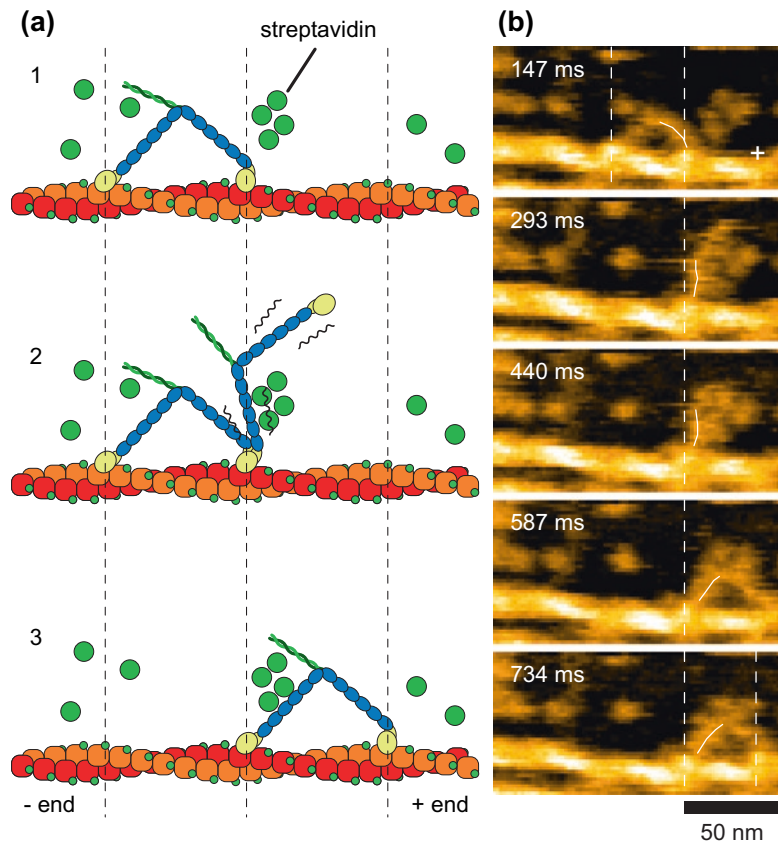 (a)
streptavidin
1
2
3
- end
+ end
(b)
147 ms
+
293 ms
440 ms
587 ms
734 ms
50 nm